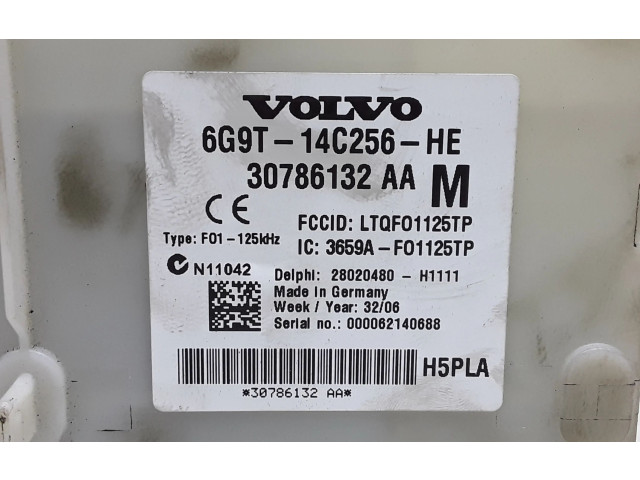 VOLVO
6G9T-14C256-HE
30786132 AA M
FCCID: LTQFO1125TP
Type: FO1-125kHz IC: 3659A-FO1125TP
N11042 Delphi: 28020480 - H1111
Made in Germany
Week / Year: 32/06
Serial no.: 000062140688
H5PLA
*30786132 AA*